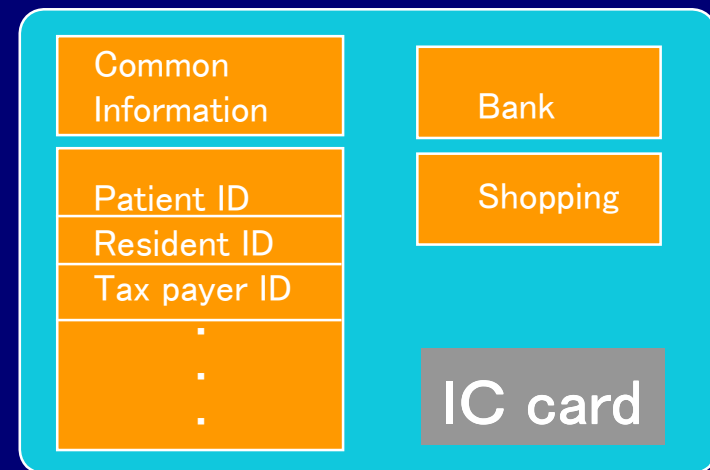 Common
Information
Patient ID
Resident ID
Tax payer ID
.
.
.
Bank
Shopping
IC card